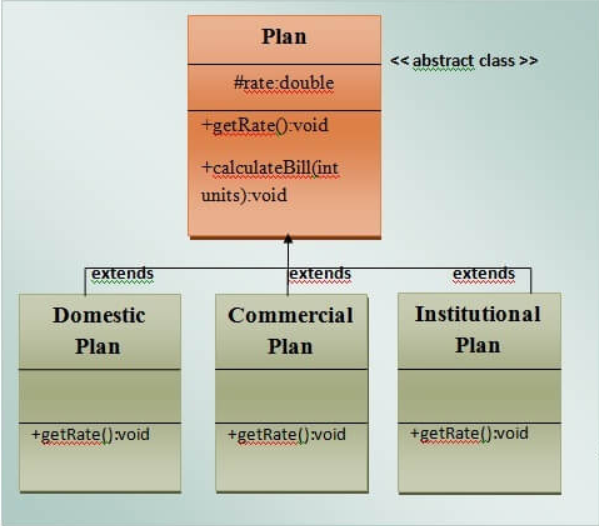 Plan
<< abstract class >>
#rate:double
+getRate():void
+calculateBill(int
units):void
extends
extends
extends
Domestic
Plan
Commercial
Plan
Institutional
Plan
+getRate():void
+getRate():void
+getRate():void